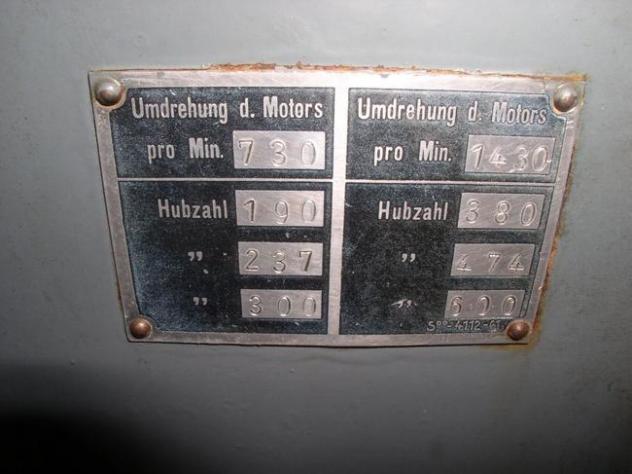 Umdrehung d. Motors
pro Min. 730
Hubzahl 190
" 237
" 300
Umdrehung d. Motors
pro Min. 1430
Hubzahl 380
" 474
" 600